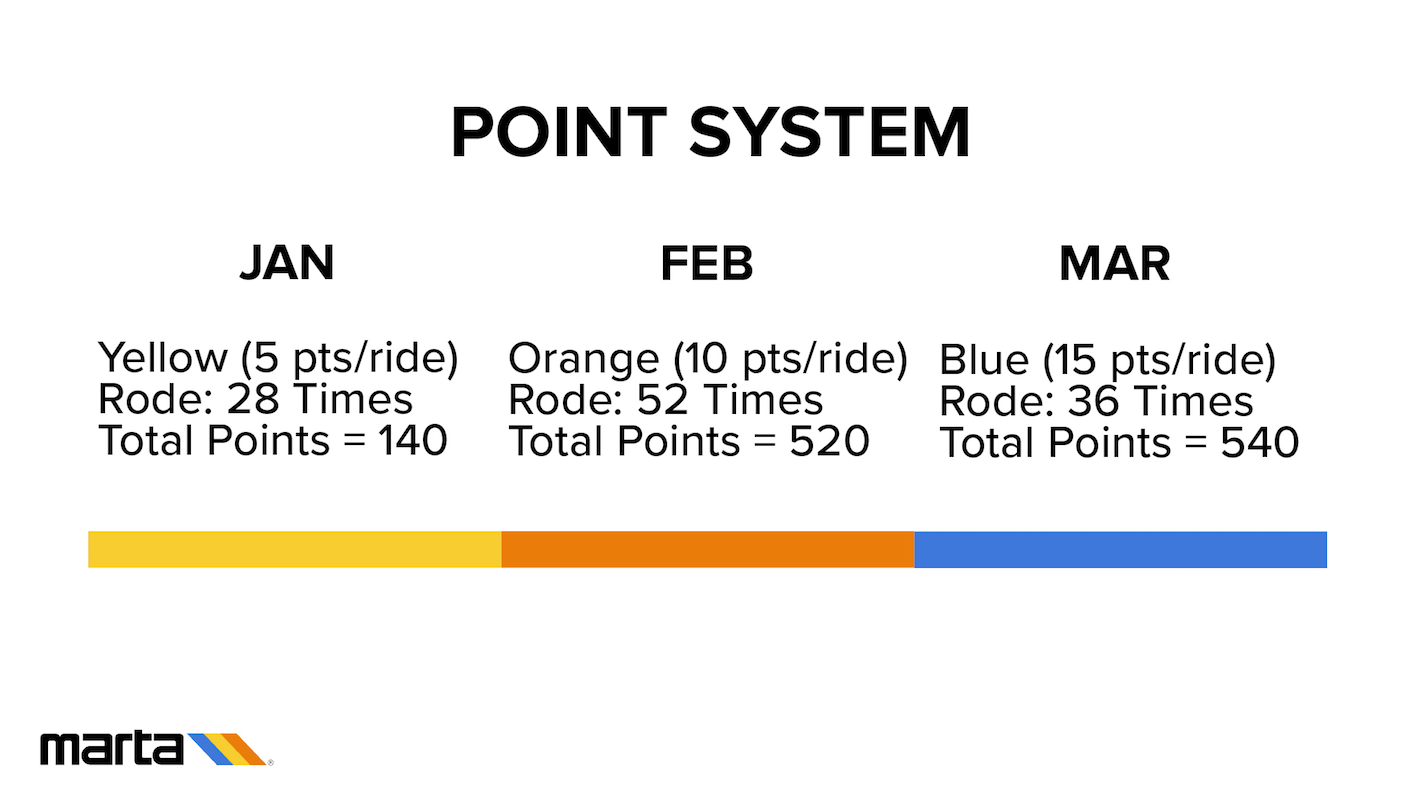 POINT SYSTEM
JAN
Yellow (5 pts/ride)
Rode: 28 Times
Total Points = 140
FEB
Orange (10 pts/ride)
Rode: 52 Times
Total Points = 520
MAR
Blue (15 pts/ride)
Rode: 36 Times
Total Points = 540
marta®